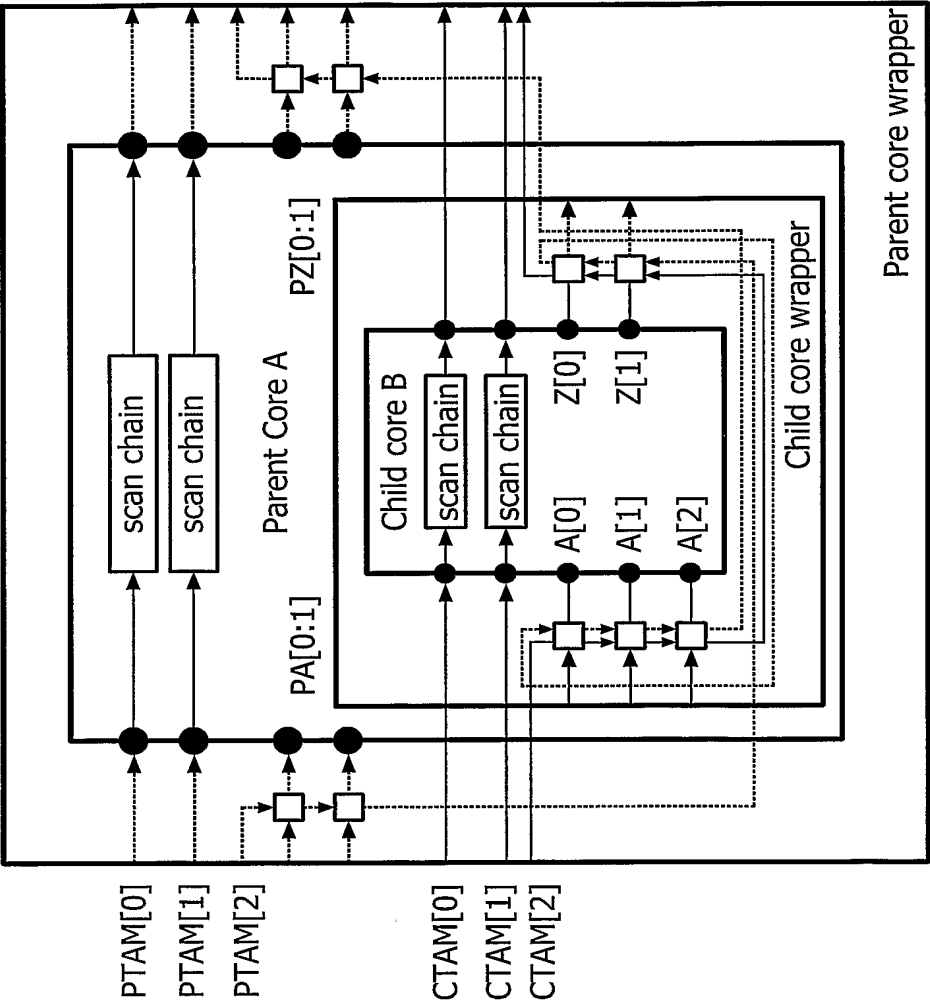 PTAM[0]
PTAM[1]
PTAM[2]
CTAM[0]
CTAM[1]
CTAM[2]
scan chain
scan chain
Parent Core A
PA[0:1]
PZ[0:1]
Child core B
scan chain
scan chain
A[0]
A[1]
A[2]
Z[0]
Z[1]
Child core wrapper
Parent core wrapper